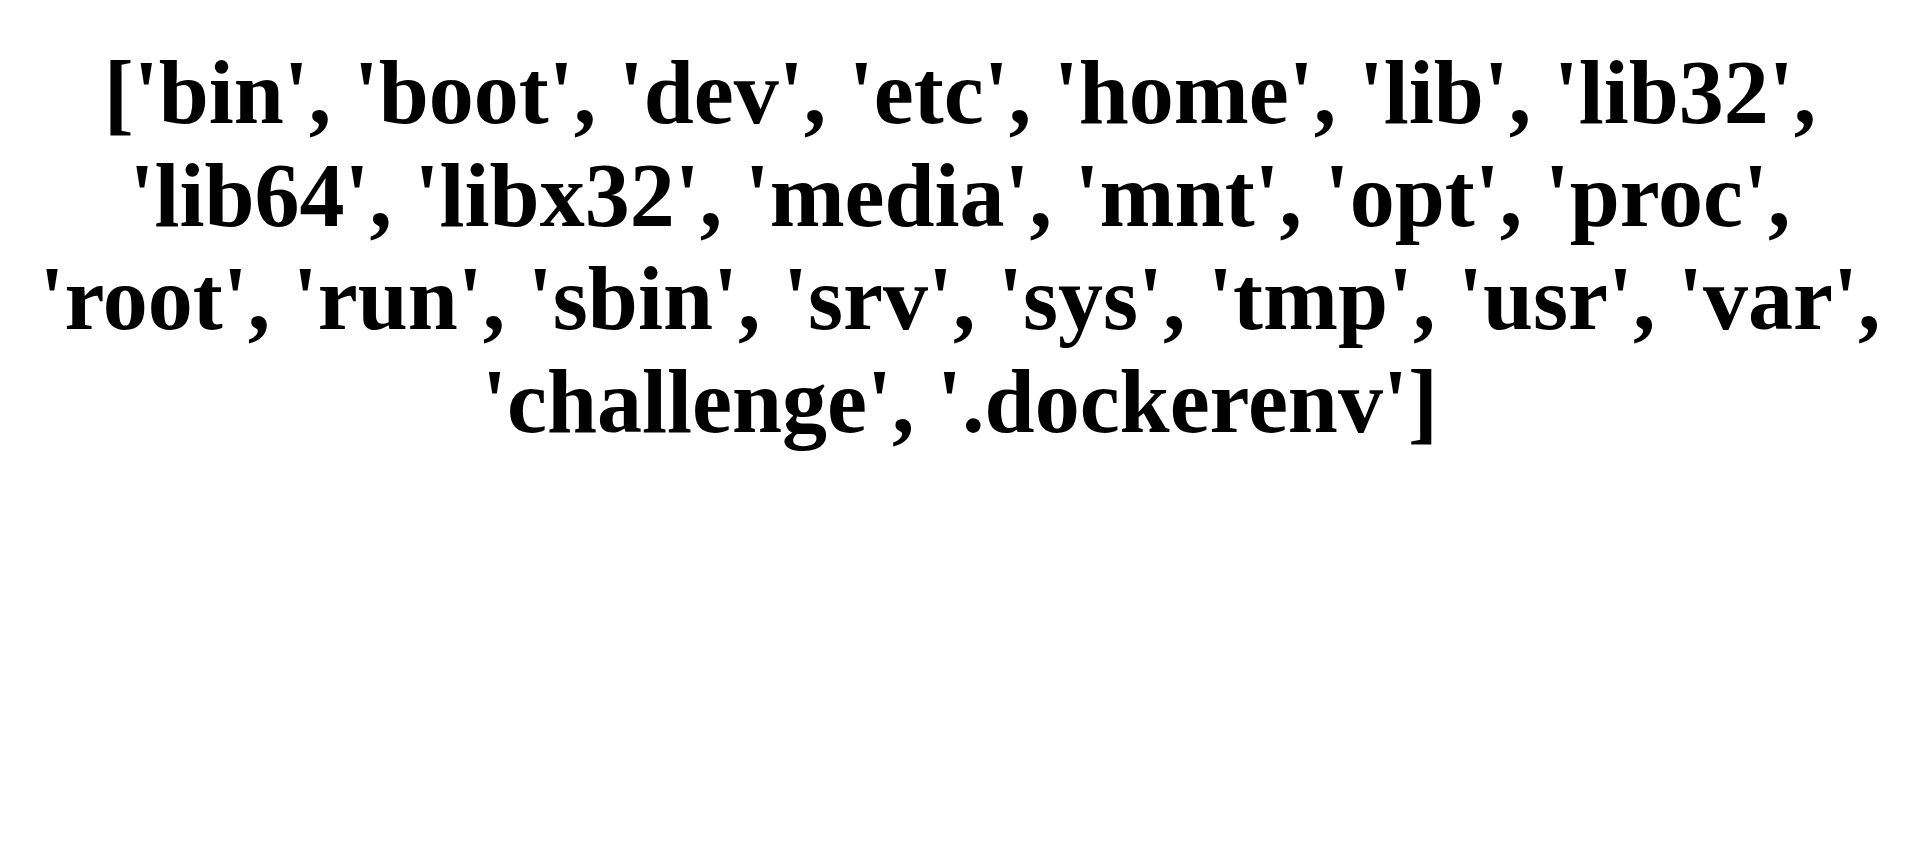 ['bin', 'boot', 'dev', 'etc', 'home', 'lib', 'lib32',
'lib64', 'libx32', 'media', 'mnt', 'opt', 'proc',
'root', 'run', 'sbin', 'srv', 'sys', 'tmp', 'usr', 'var',
'challenge', '.dockerenv']